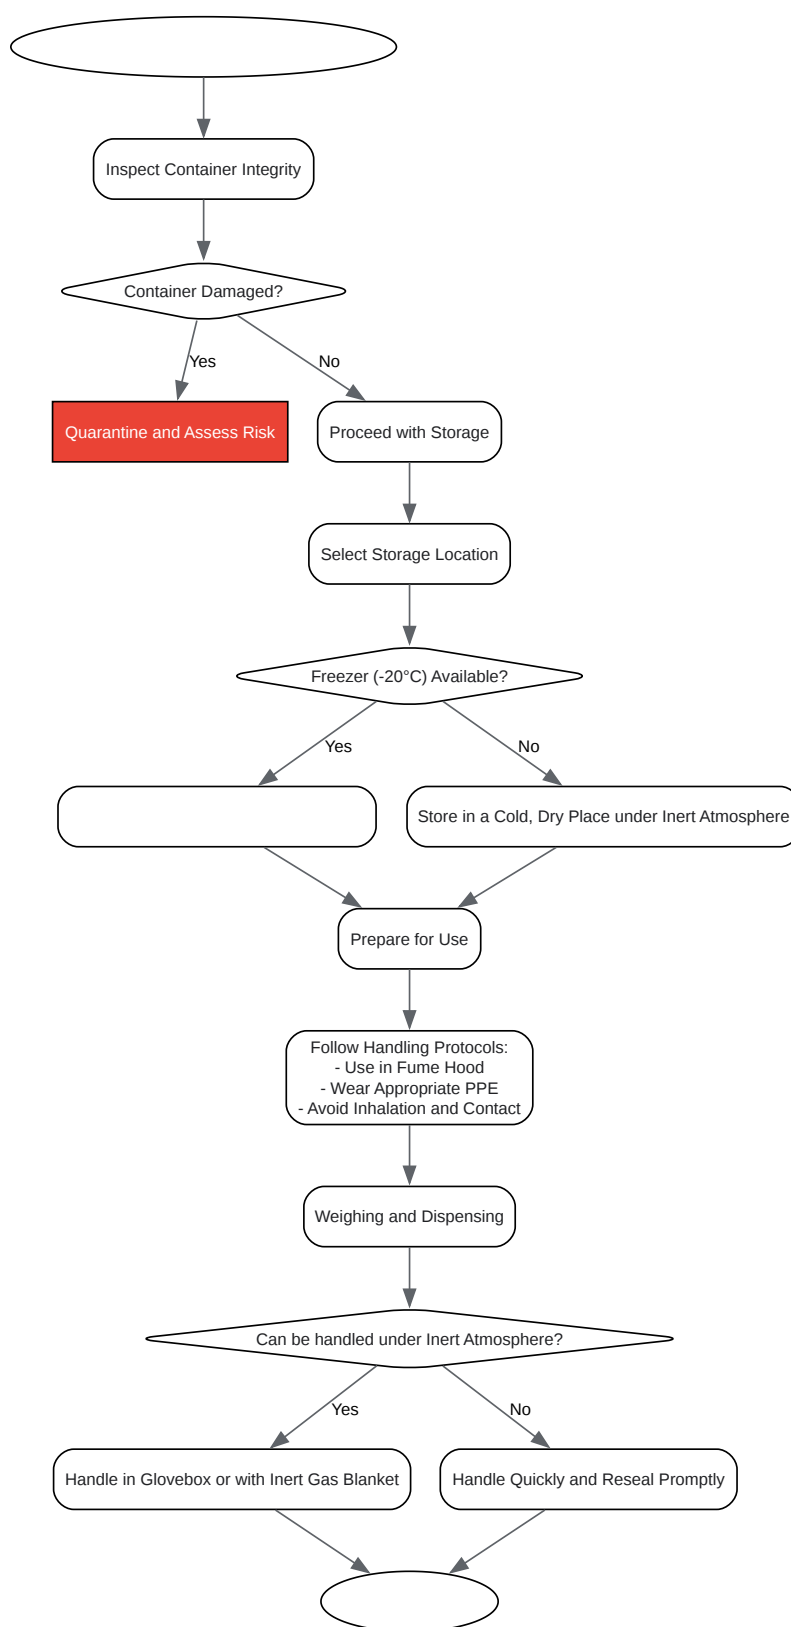 Inspect Container Integrity
Container Damaged?
Yes
No
Quarantine and Assess Risk
Proceed with Storage
Select Storage Location
Freezer (-20°C) Available?
Yes
No
Store in a Cold, Dry Place under Inert Atmosphere
Prepare for Use
Follow Handling Protocols:
- Use in Fume Hood
- Wear Appropriate PPE
- Avoid Inhalation and Contact
Weighing and Dispensing
Can be handled under Inert Atmosphere?
Yes
No
Handle in Glovebox or with Inert Gas Blanket
Handle Quickly and Reseal Promptly